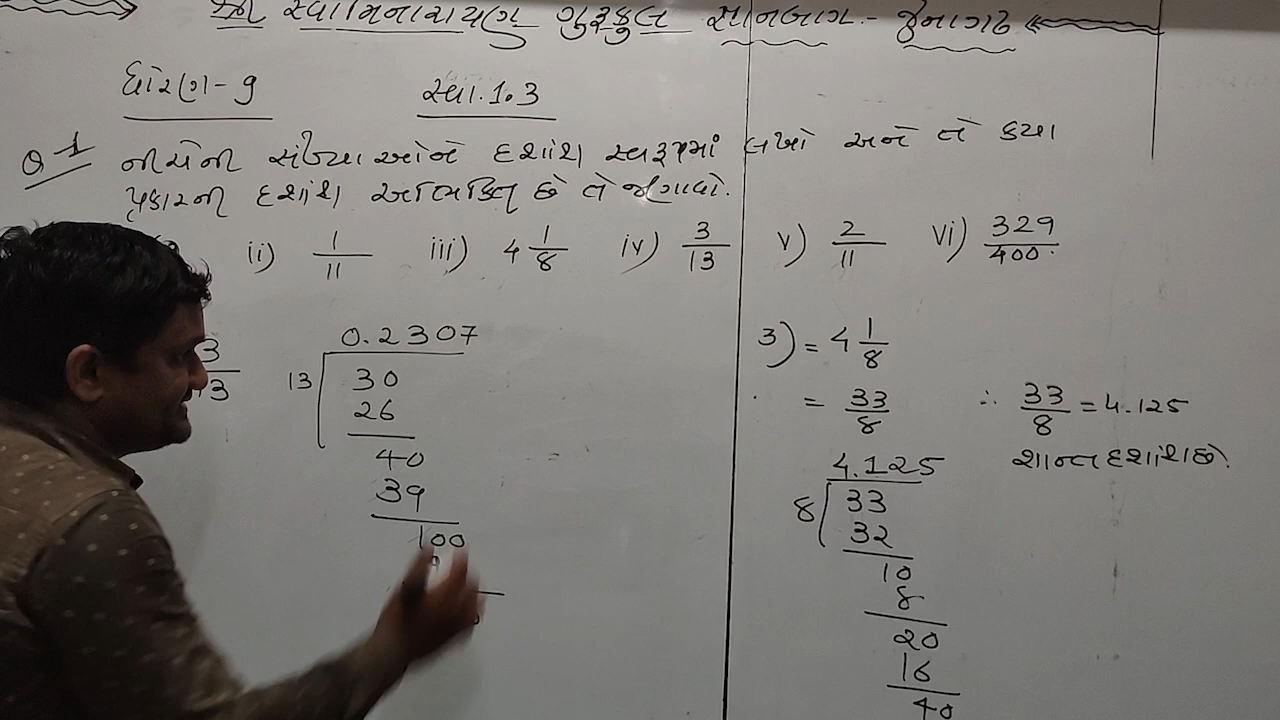 શ્રી સ્વામિનારાયણ ગુરુકુલ જ્ઞાનબાગ - જૂનાગઢ
ધોરણ - 9 સ્વા. 1.3
Q 1 નીચેની સંખ્યાઓને દશાંશ સ્વરૂપમાં લખો અને તે કયા
પ્રકારની દશાંશ અભિવ્યક્તિ છે તે જણાવો.
ii) 1/11 iii) 4 1/8 iv) 3/13 v) 2/11 vi) 329/400.
3/13
0.2307
13
30
26
40
39
100
3) = 4 1/8
= 33/8
4.125
8 33
32
10
8
20
16
40
∴ 33/8 = 4.125
શાન્ત દશાંશ છે.